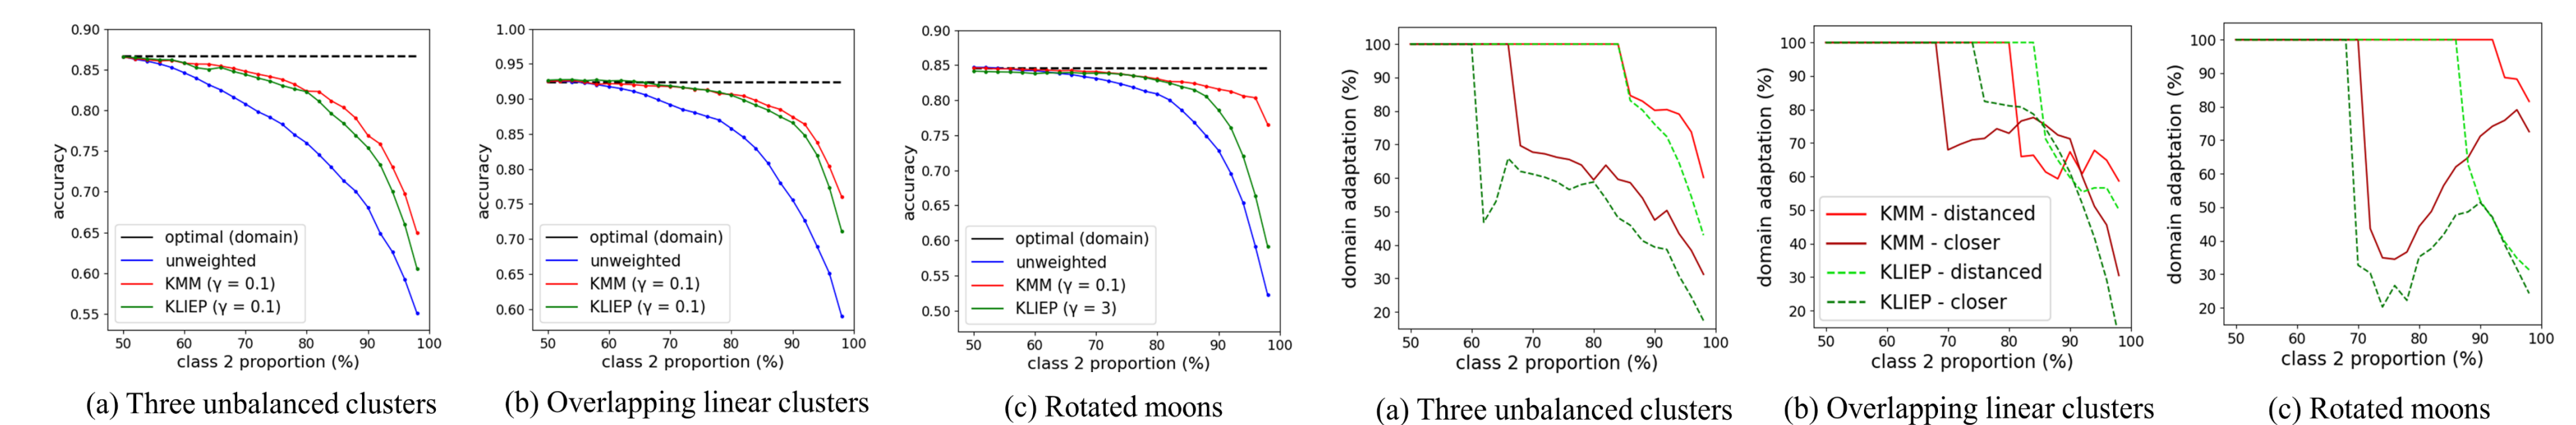 accuracy
0.90
0.85
0.80
0.75
0.70
0.65
0.60
0.55
optimal (domain)
unweighted
KMM (γ = 0.1)
KLIEP (γ = 0.1)
50 60 70 80 90 100
class 2 proportion (%)
(a) Three unbalanced clusters
accuracy
1.00
0.95
0.90
0.85
0.80
0.75
0.70
0.65
0.60
optimal (domain)
unweighted
KMM (γ = 0.1)
KLIEP (γ = 0.1)
50 60 70 80 90 100
class 2 proportion (%)
(b) Overlapping linear clusters
accuracy
0.90
0.85
0.80
0.75
0.70
0.65
0.60
0.55
0.50
optimal (domain)
unweighted
KMM (γ = 0.1)
KLIEP (γ = 3)
50 60 70 80 90 100
class 2 proportion (%)
(c) Rotated moons
domain adaptation (%)
100
90
80
70
60
50
40
30
20
50 60 70 80 90 100
class 2 proportion (%)
(a) Three unbalanced clusters
domain adaptation (%)
100
90
80
70
60
50
40
30
20
KMM - distanced
KMM - closer
KLIEP - distanced
KLIEP - closer
50 60 70 80 90 100
class 2 proportion (%)
(b) Overlapping linear clusters
domain adaptation (%)
100
90
80
70
60
50
40
30
20
50 60 70 80 90 100
class 2 proportion (%)
(c) Rotated moons